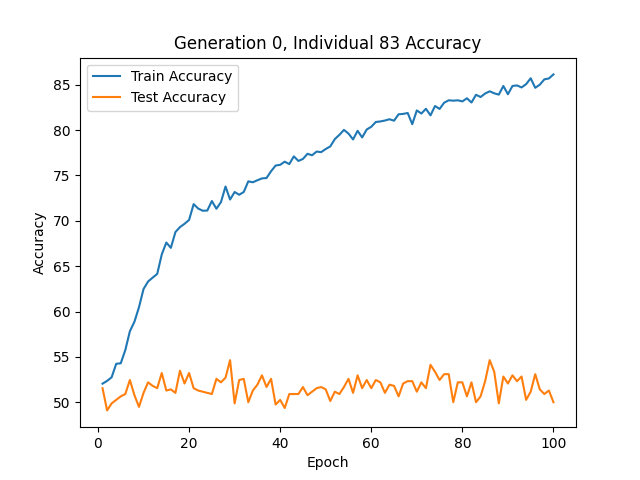 Generation 0, Individual 83 Accuracy
Train Accuracy
Test Accuracy
Accuracy
85
80
75
70
65
60
55
50
0 20 40 60 80 100
Epoch